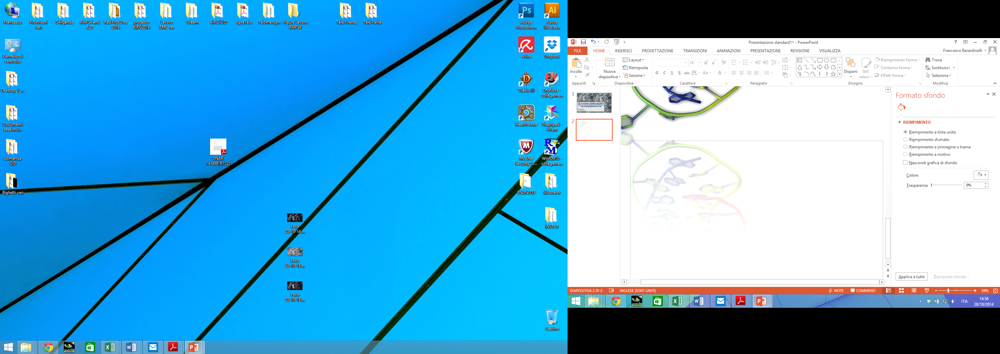 Francesco
Provvisori
vari
G4ligands
RHPS4 and
ALT
Rad Prot Dos
2014
progetto
AIRC2014
Lavoro
PML-rar
Gream
AIRC ILIO
AptaTelo
Telomerop...
Figure Lavoro
RHPS4
Talk Firenze
Talk Pavia
Adobe
Photosho...
Adobe
Illustrat...
Pannello di
controllo
Avira
Dropbox
Desktop_1_...
Diablo III
EndNote -
collegame...
Documenti
casa invi...
Hearthstone
Graphpad -
Prism
domanda
CID
DNAR
14-0091R1 (2)
McAfee
Security Sc...
WinRM10 -
collegame...
Biglietti vari
ENDNOTE
illustrator
Foto
28-10-14 ...
INSTAT
Foto
28-10-14 ...
Foto
28-10-14 ...
Cestino
Presentazione standard11 - PowerPoint
FILE
HOME
INSERISCI
PROGETTAZIONE
TRANSIZIONI
ANIMAZIONI
PRESENTAZIONE
REVISIONE
VISUALIZZA
Francesco Berardinelli
Incolla
Appunti
Nuova
diapositiva
Layout
Reimposta
Sezione
Diapositive
18
G C S S abc AV Aa A
Carattere
Paragrafo
Disponi
Stili
veloci
Riempimento forma
Contorno forma
Effetti forma
Disegno
Trova
Sostituisci
Seleziona
Modifica
1
2
Formato sfondo
RIEMPIMENTO
Riempimento a tinta unita
Riempimento sfumato
Riempimento a immagine o trama
Riempimento a motivo
Nascondi grafica di sfondo
Colore
Trasparenza
0%
Applica a tutte
Reimposta sfondo
DIAPOSITIVA 2 DI 2
INGLESE (STATI UNITI)
NOTE
COMMENTI
59%
ITA
14:56
28/10/2014